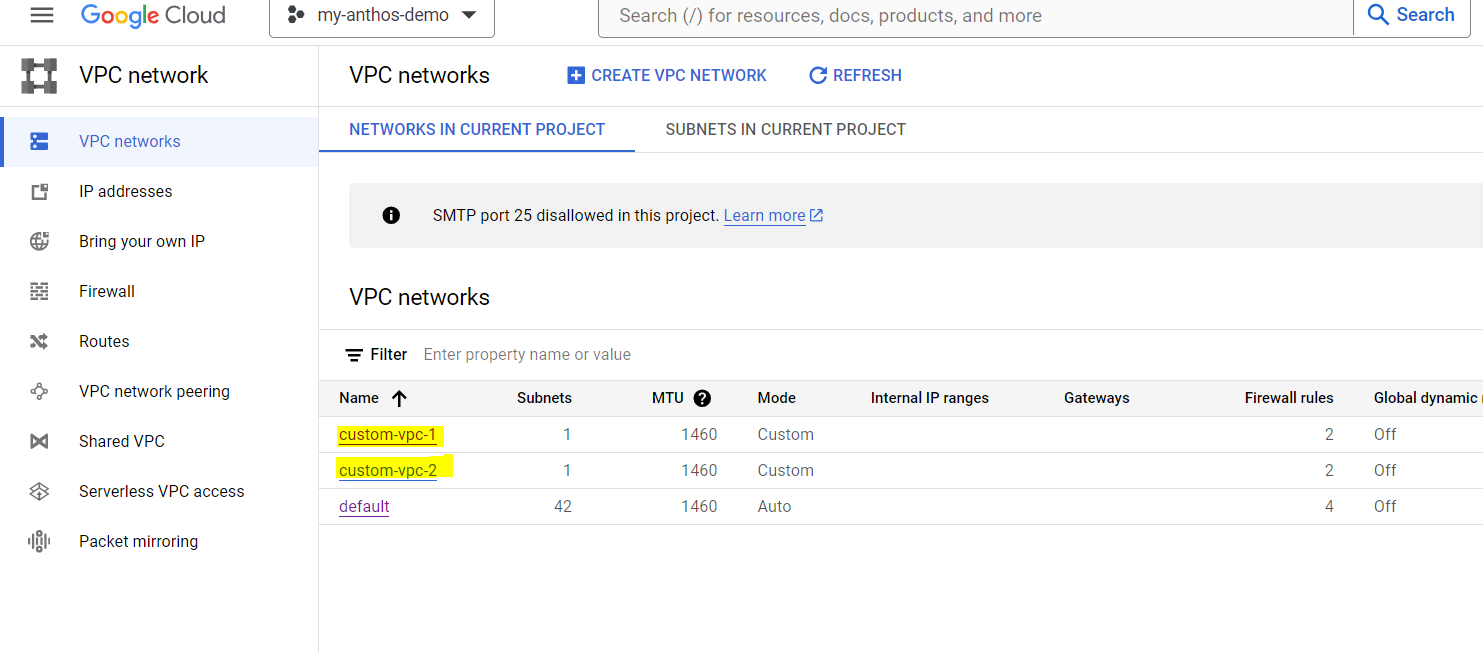 Google Cloud my-anthos-demo Search (/) for resources, docs, products, and more Search
VPC network VPC networks CREATE VPC NETWORK REFRESH
VPC networks NETWORKS IN CURRENT PROJECT SUBNETS IN CURRENT PROJECT
IP addresses
SMTP port 25 disallowed in this project. Learn more
Bring your own IP
Firewall VPC networks
Routes
Filter Enter property name or value
VPC network peering
Name Subnets MTU ? Mode Internal IP ranges Gateways Firewall rules Global dynamic
Shared VPC custom-vpc-1 1 1460 Custom 2 Off
custom-vpc-2 1 1460 Custom 2 Off
Serverless VPC access
default 42 1460 Auto 4 Off
Packet mirroring